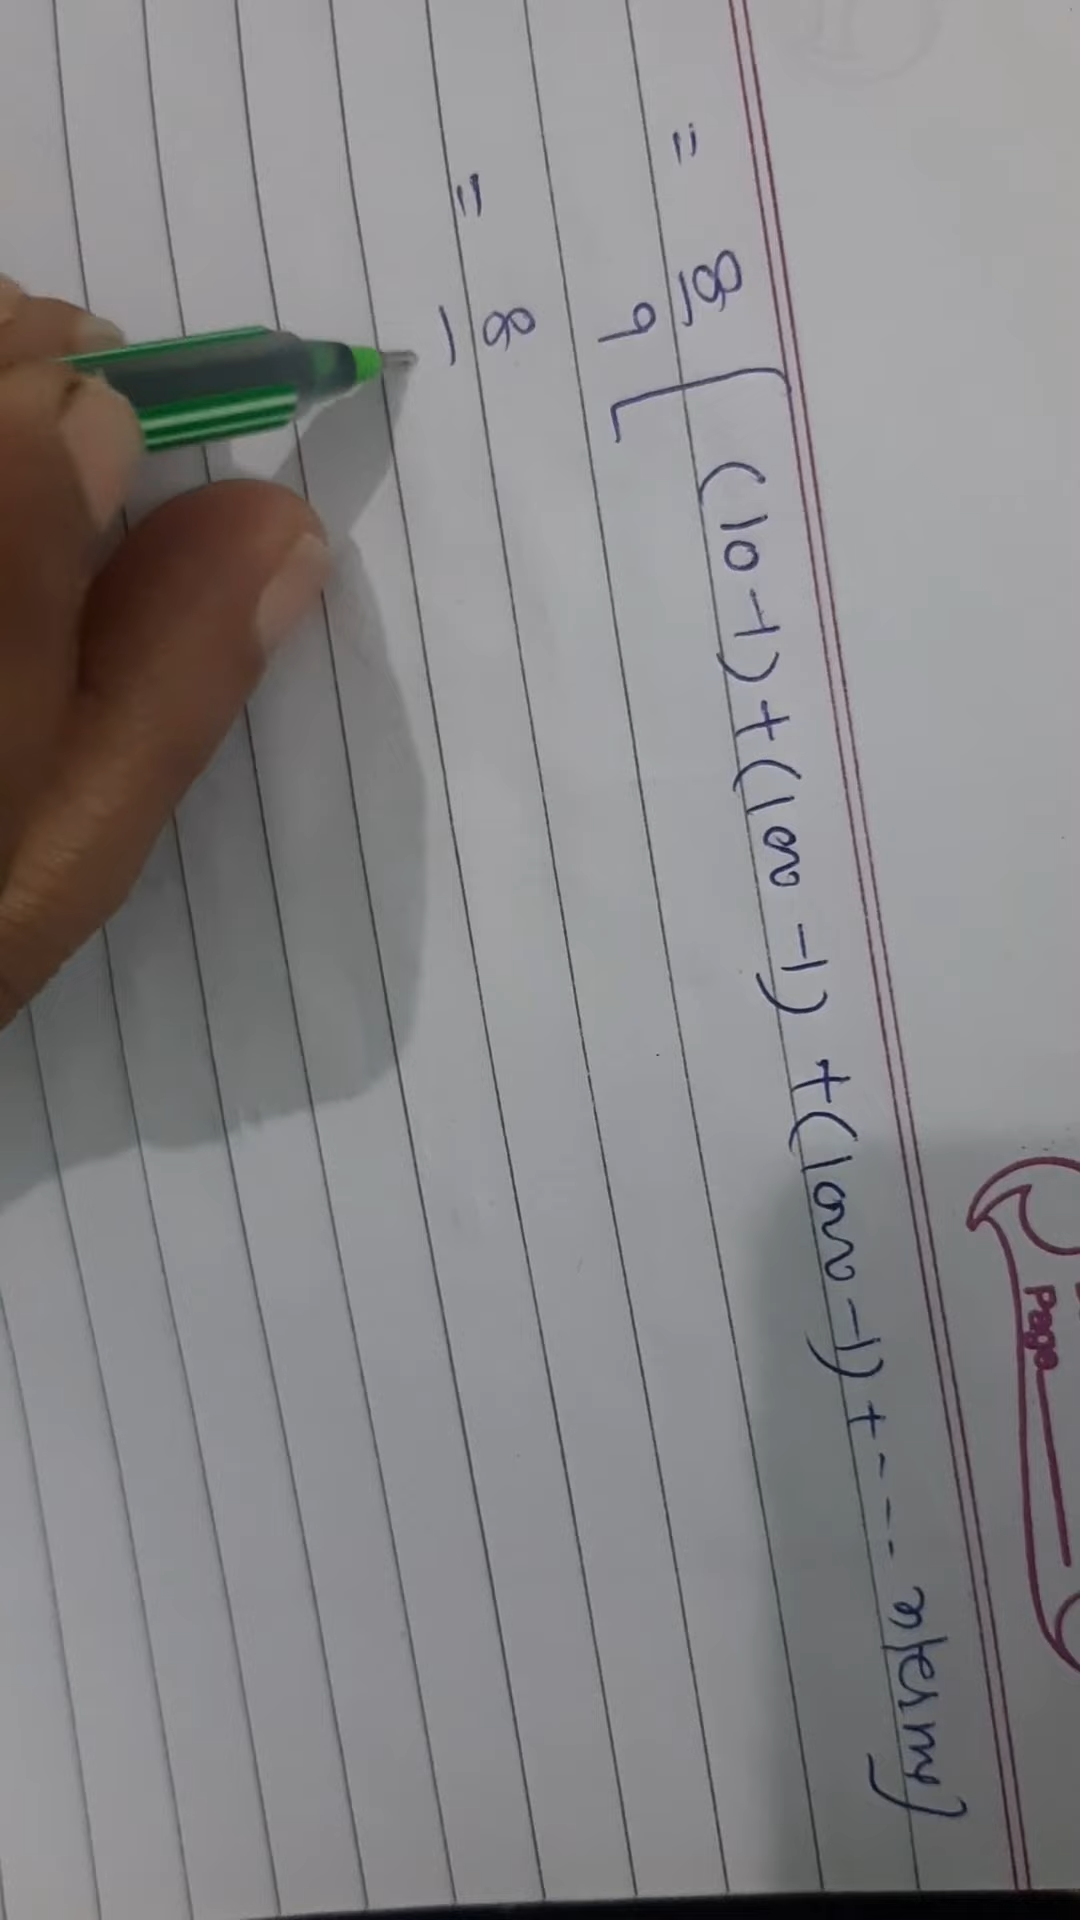 Page
= 8/9 [(10-1)+(100-1)+(1000-1)+---- n terms]
= 8/